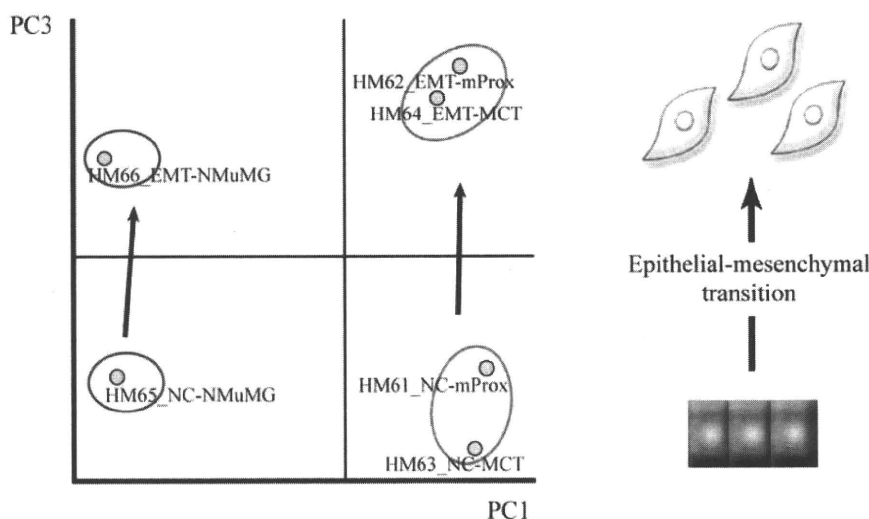 PC3
HM62_EMT-mProx
HM64_EMT-MCT
HM66_EMT-NMuMG
Epithelial-mesenchymal
transition
HM61_NC-mProx
HM65_NC-NMuMG
HM63_NC-MCT
PC1